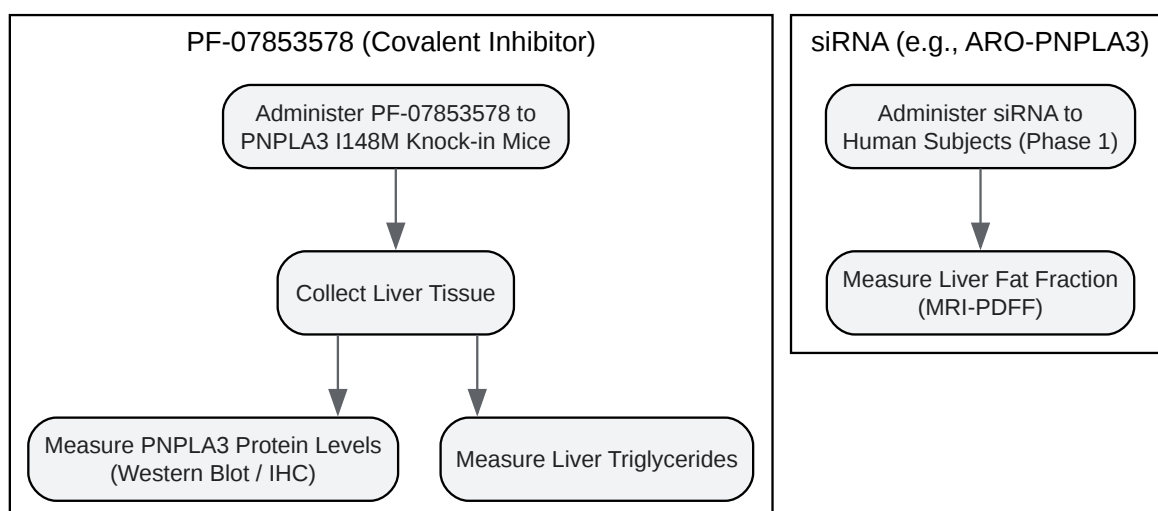 PF-07853578 (Covalent Inhibitor)
Administer PF-07853578 to
PNPLA3 I148M Knock-in Mice
Collect Liver Tissue
Measure PNPLA3 Protein Levels
(Western Blot / IHC)
Measure Liver Triglycerides
siRNA (e.g., ARO-PNPLA3)
Administer siRNA to
Human Subjects (Phase 1)
Measure Liver Fat Fraction
(MRI-PDFF)